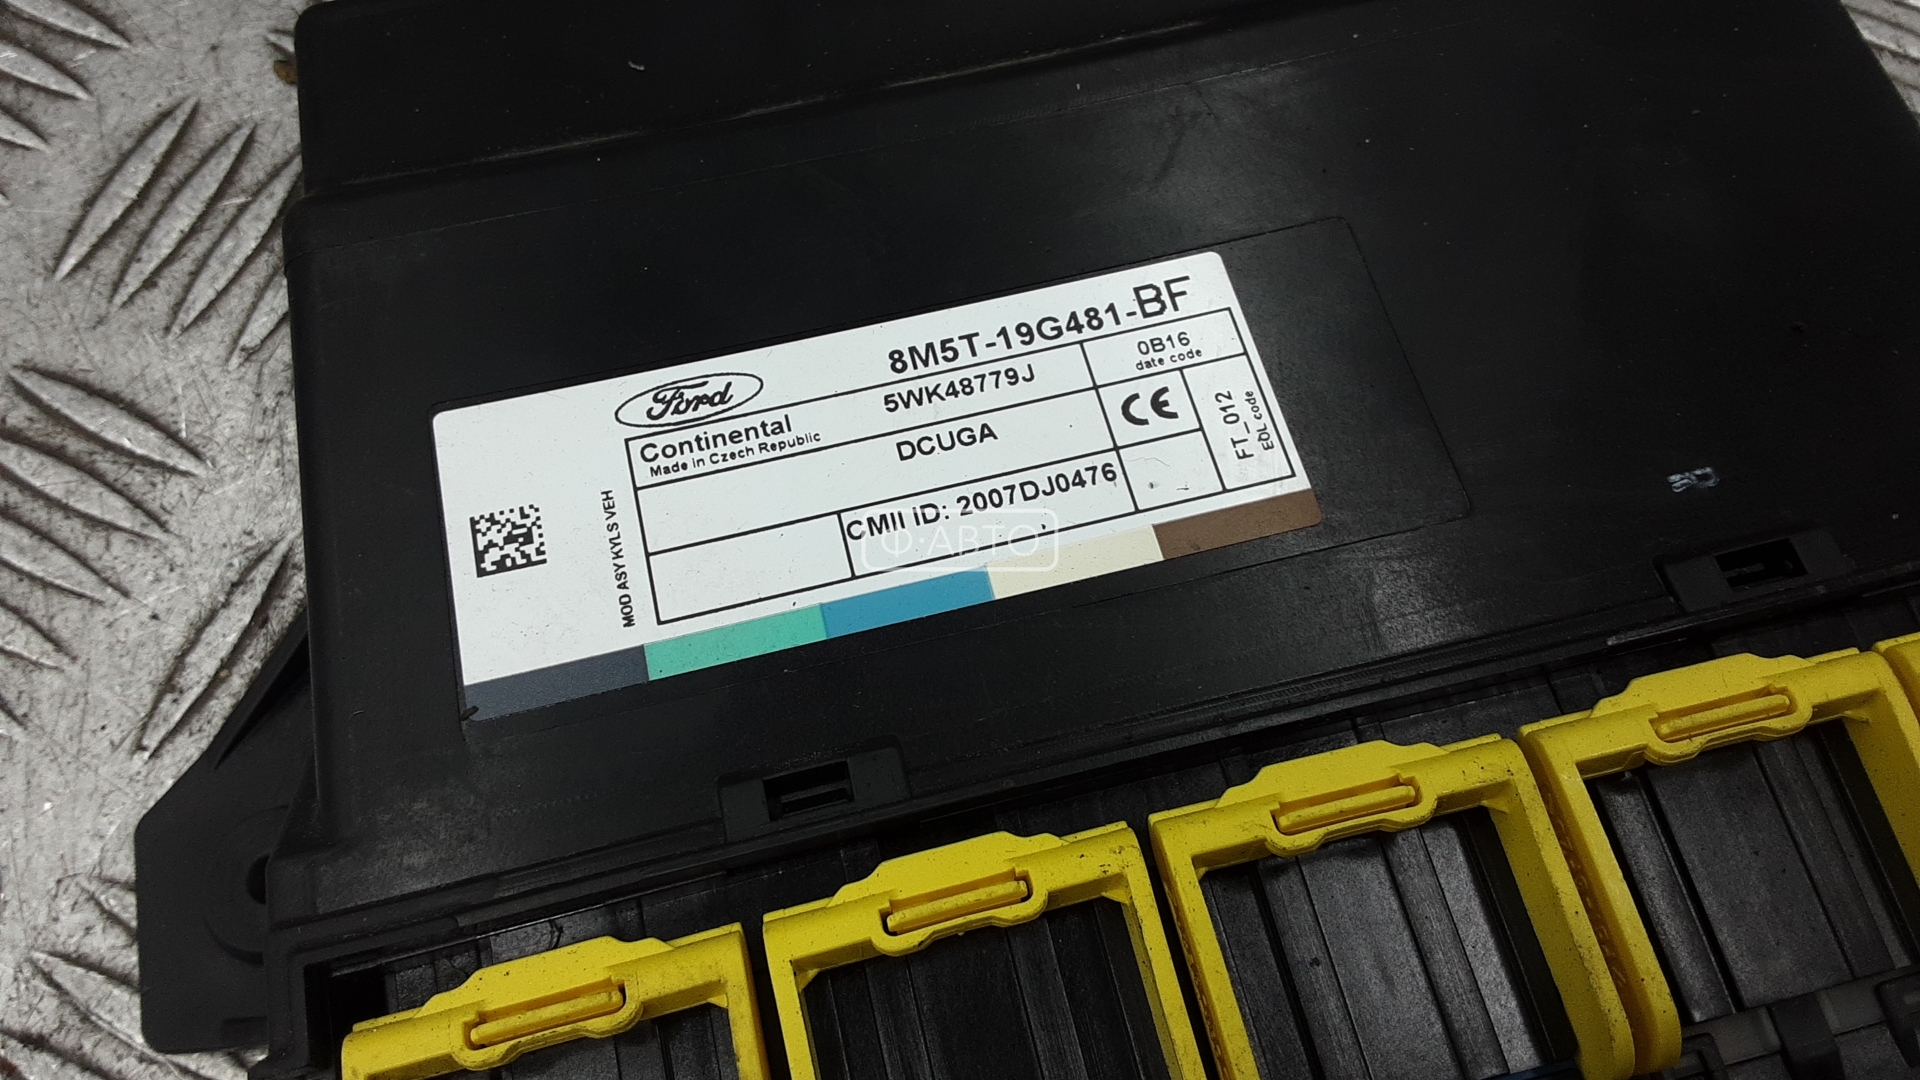 Ford
8M5T-19G481-BF
Continental
Made in Czech Republic
5WK48779J
0B16
date code
DCUGA
CE
FT_012
EOL code
CMII ID: 2007DJ0476
MOD ASY/KYLS VEH
Ф·АВТО